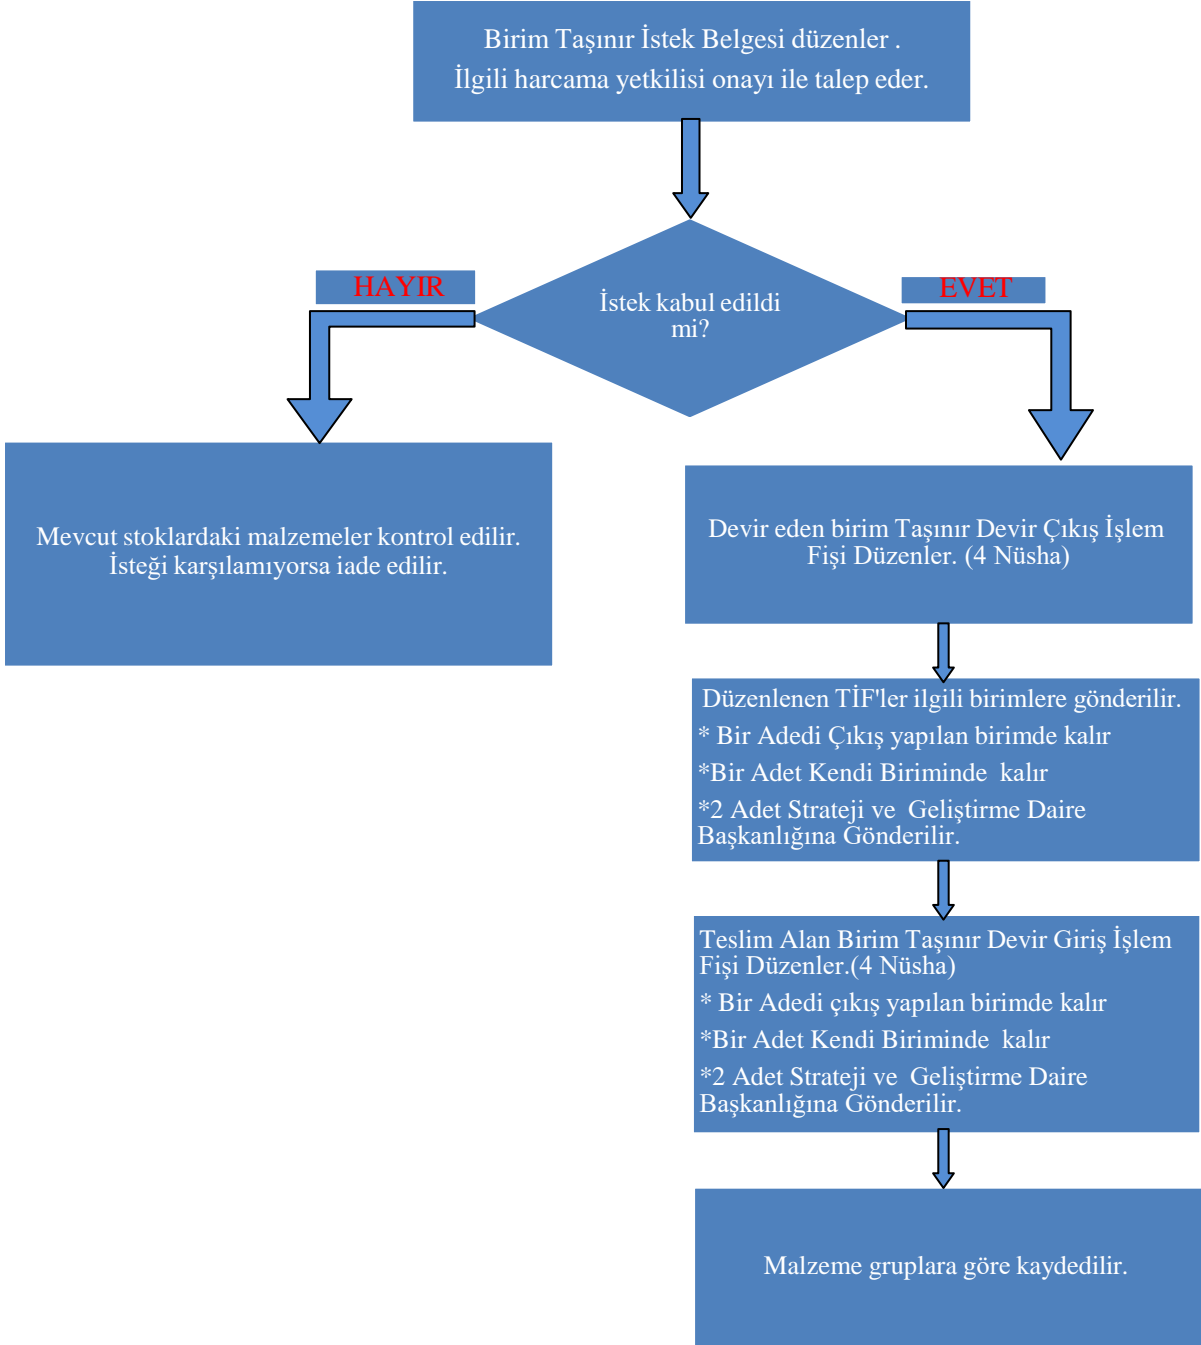 Birim Taşınır İstek Belgesi düzenler .
İlgili harcama yetkilisi onayı ile talep eder.
HAYIR
EVET
İstek kabul edildi
mi?
Mevcut stoklardaki malzemeler kontrol edilir.
İsteği karşılamıyorsa iade edilir.
Devir eden birim Taşınır Devir Çıkış İşlem
Fişi Düzenler. (4 Nüsha)
Düzenlenen TİF'ler ilgili birimlere gönderilir.
* Bir Adedi Çıkış yapılan birimde kalır
*Bir Adet Kendi Biriminde  kalır
*2 Adet Strateji ve  Geliştirme Daire
Başkanlığına Gönderilir.
Teslim Alan Birim Taşınır Devir Giriş İşlem
Fişi Düzenler.(4 Nüsha)
* Bir Adedi çıkış yapılan birimde kalır
*Bir Adet Kendi Biriminde  kalır
*2 Adet Strateji ve  Geliştirme Daire
Başkanlığına Gönderilir.
Malzeme gruplara göre kaydedilir.